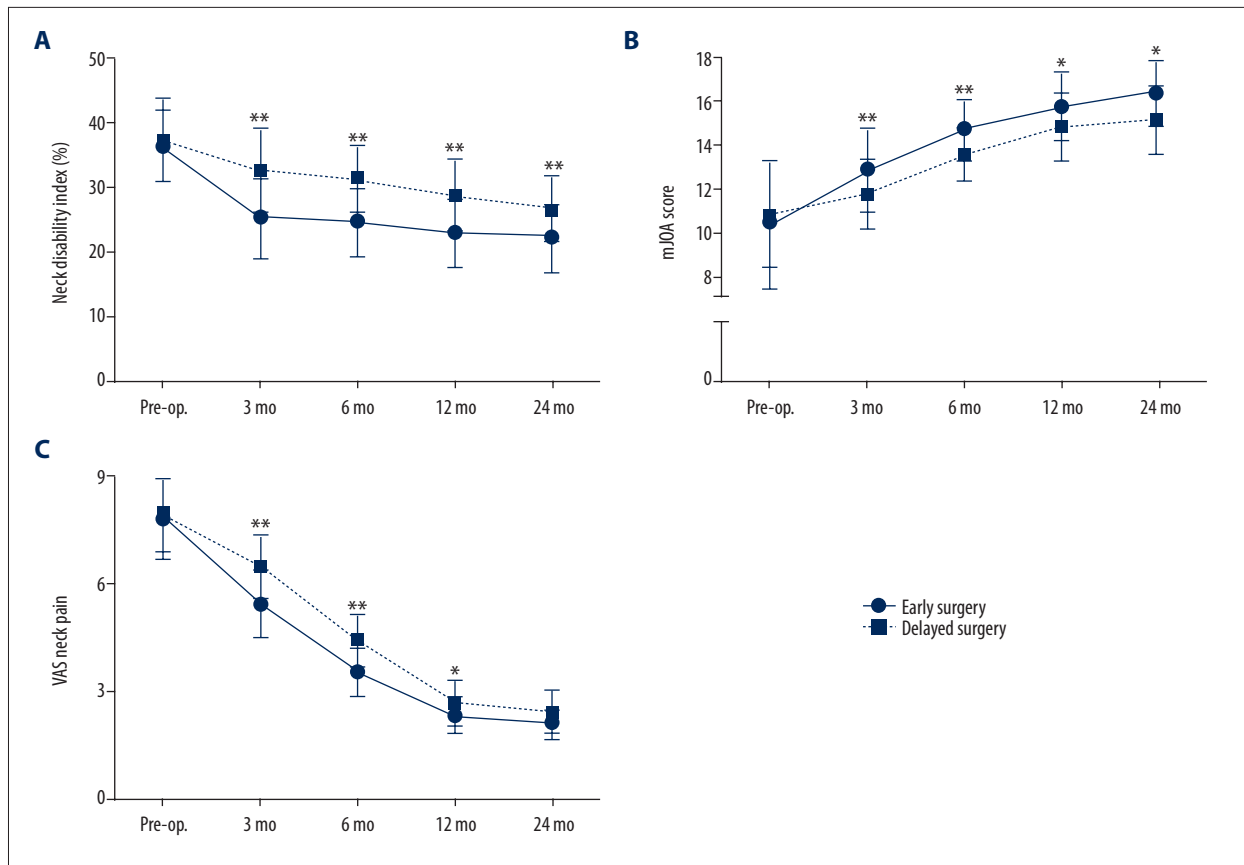 A
50
40
30
20
10
0
Neck disability index (%)
**
**
**
**
Pre-op.
3 mo
6 mo
12 mo
24 mo
B
18
16
14
12
10
8
0
mJOA score
**
**
*
*
Pre-op.
3 mo
6 mo
12 mo
24 mo
C
9
6
3
0
VAS neck pain
**
**
*
Pre-op.
3 mo
6 mo
12 mo
24 mo
Early surgery
Delayed surgery